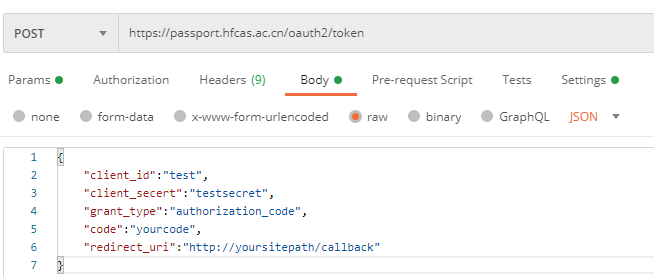 POST https://passport.hfcas.ac.cn/oauth2/token
Params Authorization Headers (9) Body Pre-request Script Tests Settings
none form-data x-www-form-urlencoded raw binary GraphQL JSON
1 {
2 "client_id":"test",
3 "client_secert":"testsecret",
4 "grant_type":"authorization_code",
5 "code":"yourcode",
6 "redirect_uri":"http://yoursitepath/callback"
7 }